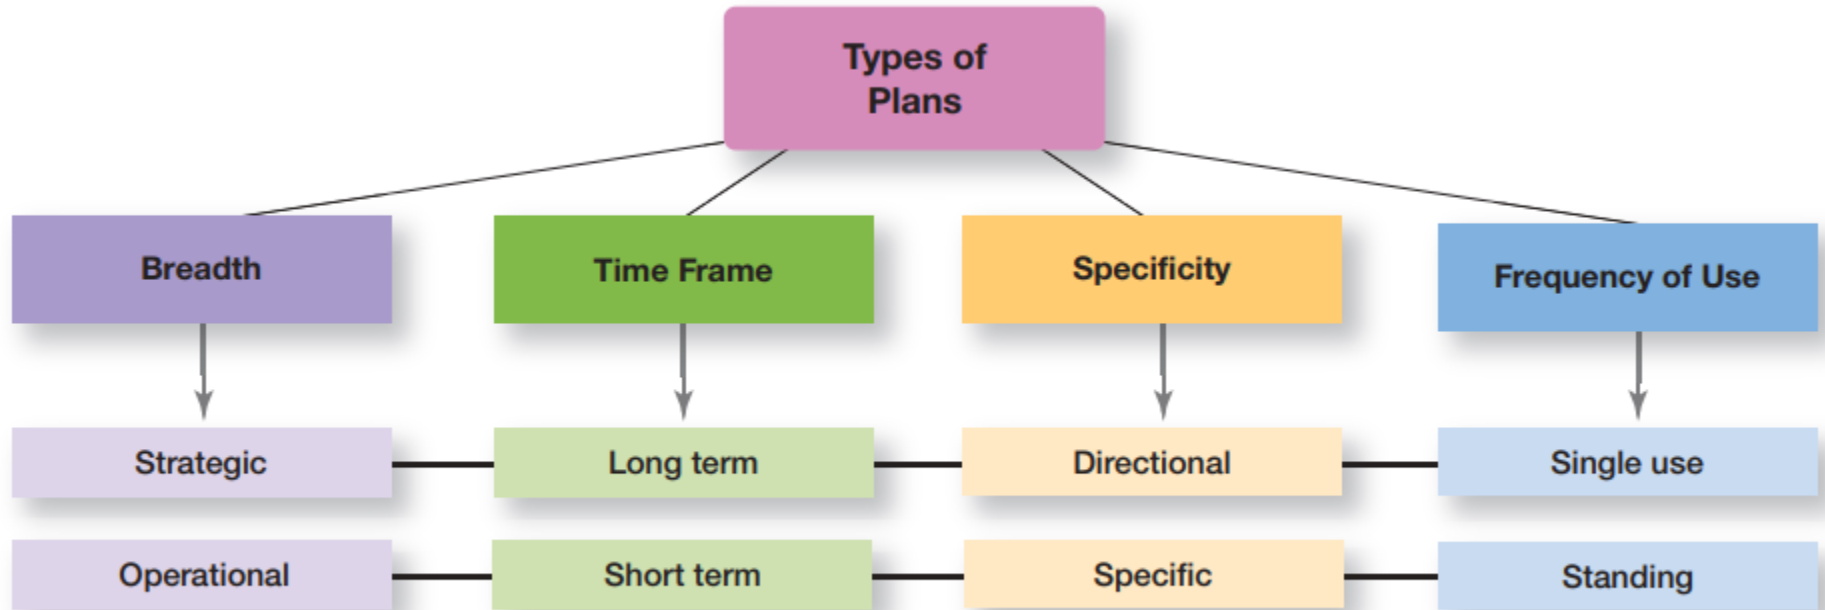 Types of
Plans
Breadth
Time Frame
Specificity
Frequency of Use
Strategic
Long term
Directional
Single use
Operational
Short term
Specific
Standing